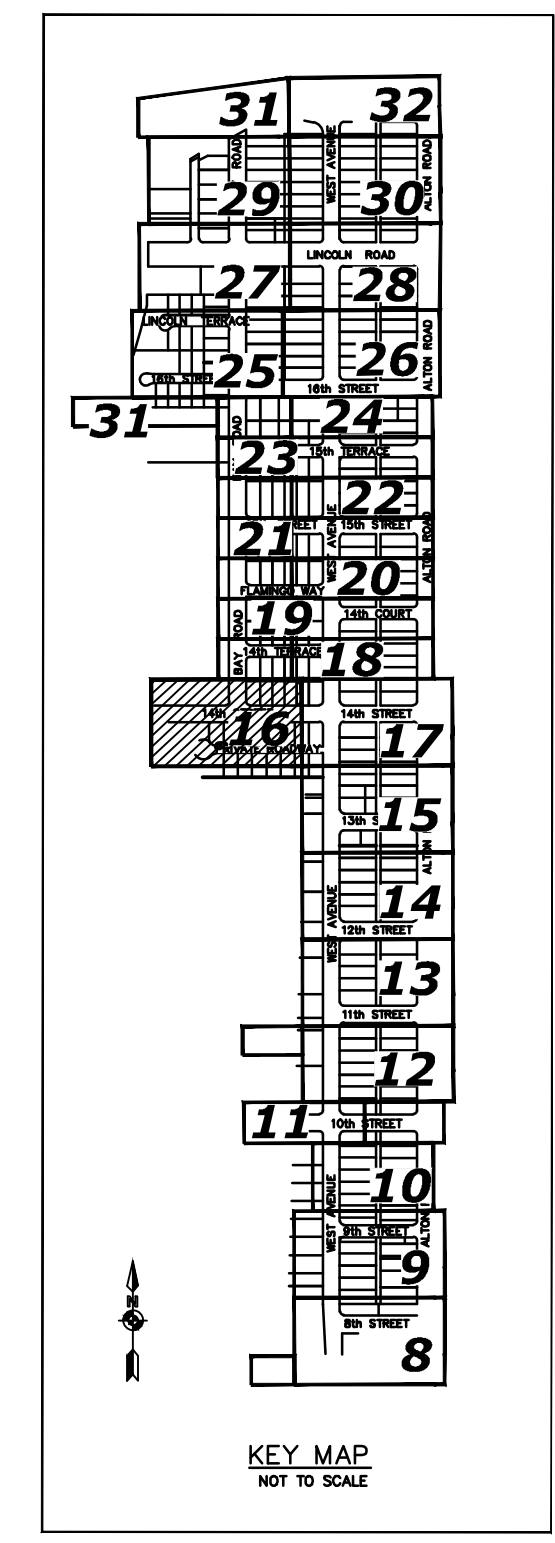 31
32
ROAD
WEST AVENUE
ALTON ROAD
29
30
LINCOLN ROAD
27
28
LINCOLN TERRACE
ALTON ROAD
25
26
16th STREET
16th STREET
31
24
23
15th TERRACE
22
WEST AVENUE
15th STREET
ALTON ROAD
21
20
FLAMINGO WAY
19
14th COURT
BAY ROAD
14th TERRACE
18
14th
14th STREET
16
17
PRIVATE ROADWAY
15
13th S
ALTON
14
WEST AVENUE
12th STREET
13
11th STREET
12
11
10th STREET
10
WEST AVENUE
ALTON
9th STREET
9
N
8th STREET
8
KEY MAP
NOT TO SCALE